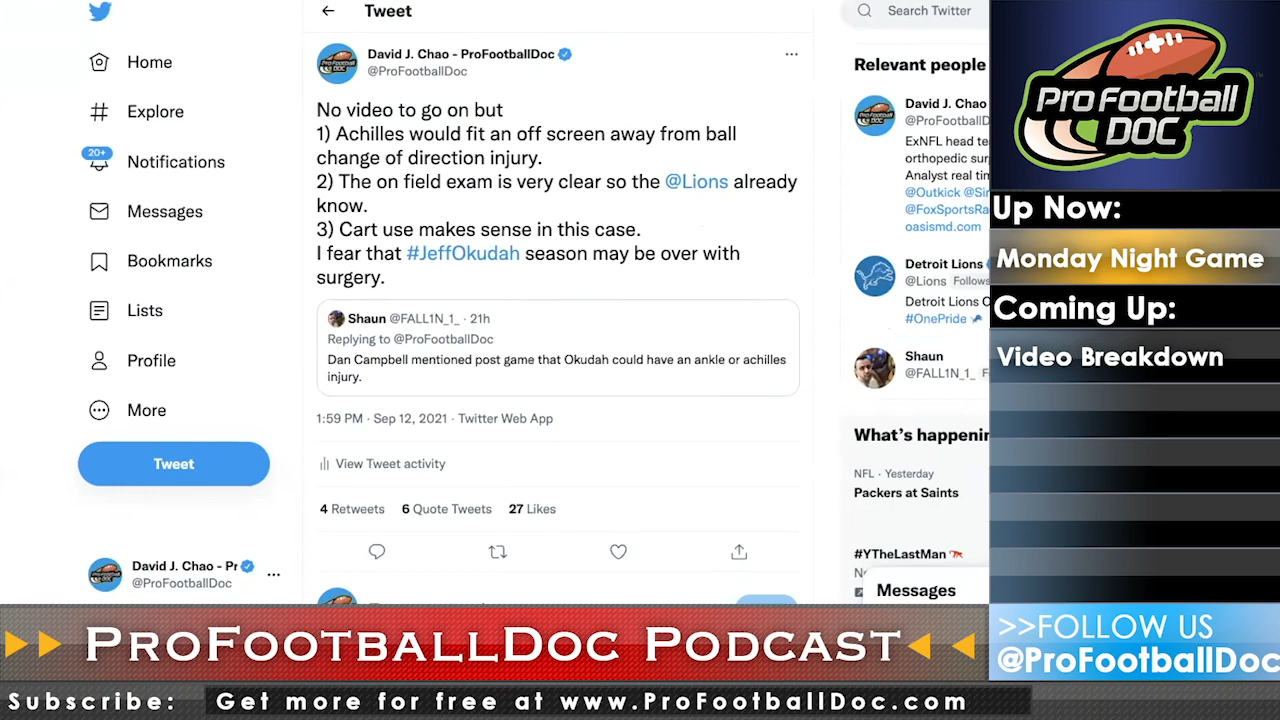 Home
Explore
20+
Notifications
Messages
Bookmarks
Lists
Profile
More
Tweet
David J. Chao - Pr
@ProFootballDoc
Tweet
David J. Chao - ProFootballDoc
@ProFootballDoc
No video to go on but
1) Achilles would fit an off screen away from ball
change of direction injury.
2) The on field exam is very clear so the @Lions already
know.
3) Cart use makes sense in this case.
I fear that #JeffOkudah season may be over with
surgery.
Shaun @FALL1N_1_ · 21h
Replying to @ProFootballDoc
Dan Campbell mentioned post game that Okudah could have an ankle or achilles
injury.
1:59 PM · Sep 12, 2021 · Twitter Web App
View Tweet activity
4 Retweets 6 Quote Tweets 27 Likes
Search Twitter
Relevant people
David J. Chao
@ProFootballD
ExNFL head te
orthopedic sur
Analyst real tim
@Outkick @Sir
@FoxSportsRa
oasismd.com
Detroit Lions
@Lions Follows
Detroit Lions O
#OnePride
Shaun
@FALL1N_1_ F
What's happenin
NFL · Yesterday
Packers at Saints
#YTheLastMan
Messages
Pro Football
DOC
Up Now:
Monday Night Game
Coming Up:
Video Breakdown
>>FOLLOW US
@ProFootballDoc
ProFootballDoc Podcast
Subscribe: Get more for free at www.ProFootballDoc.com